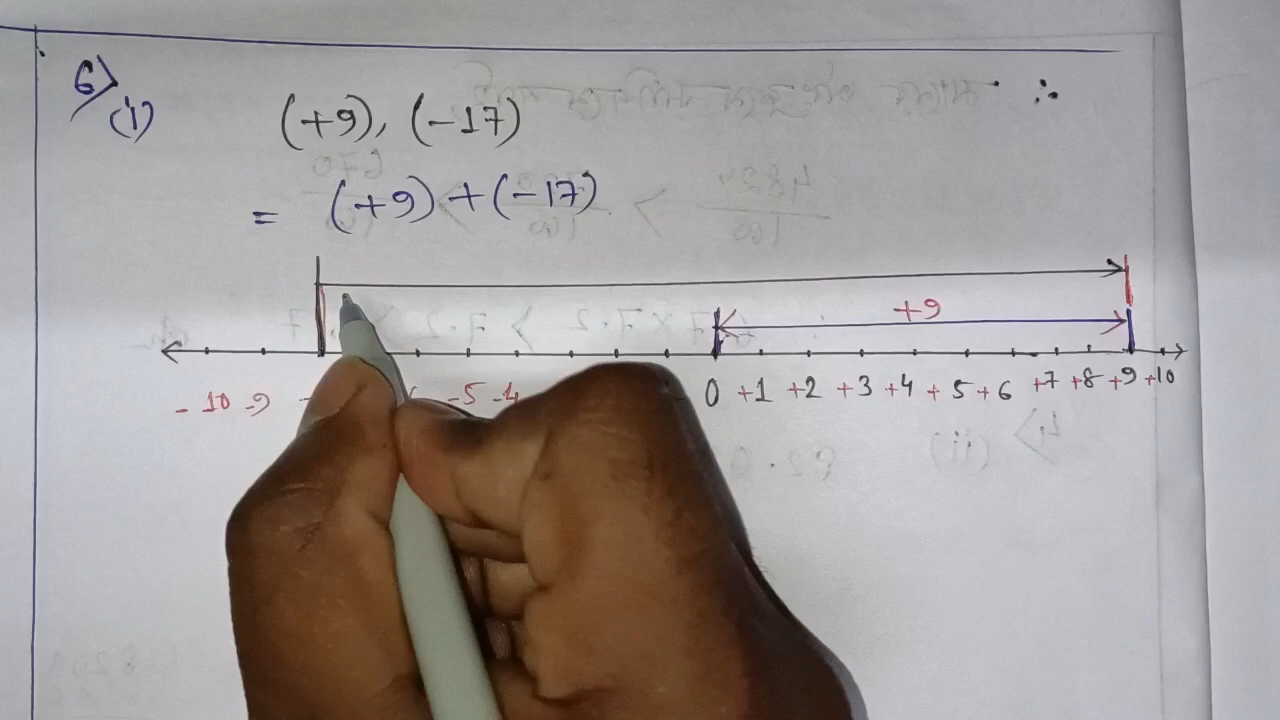 6) (i) (+9), (-17) ∴
= (+9) + (-17)
+9
-10 -9 -5 -4 0 +1 +2 +3 +4 +5 +6 +7 +8 +9 +10